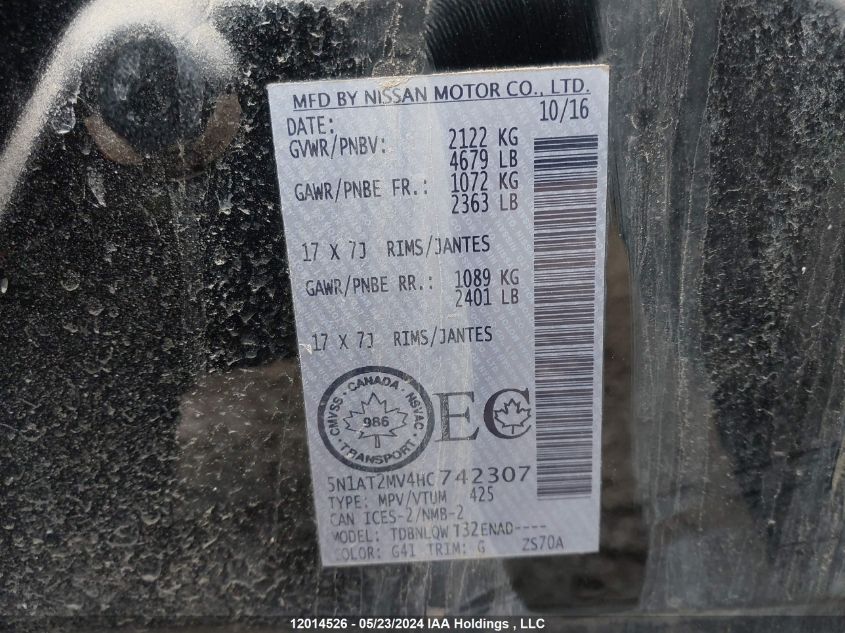 MFD BY NISSAN MOTOR CO., LTD.
DATE: 10/16
GVWR/PNBV: 2122 KG
4679 LB
GAWR/PNBE FR.: 1072 KG
2363 LB
17 X 7J RIMS/JANTES
GAWR/PNBE RR.: 1089 KG
2401 LB
17 X 7J RIMS/JANTES
CMVSS · CANADA · NSVAC
986
TRANSPORT
EC
5N1AT2MV4HC742307
TYPE: MPV/VTUM 425
CAN ICES-2/NMB-2
MODEL: TDBNLQWT32ENAD----
COLOR: G41 TRIM: G ZS70A
12014526 - 05/23/2024 IAA Holdings , LLC